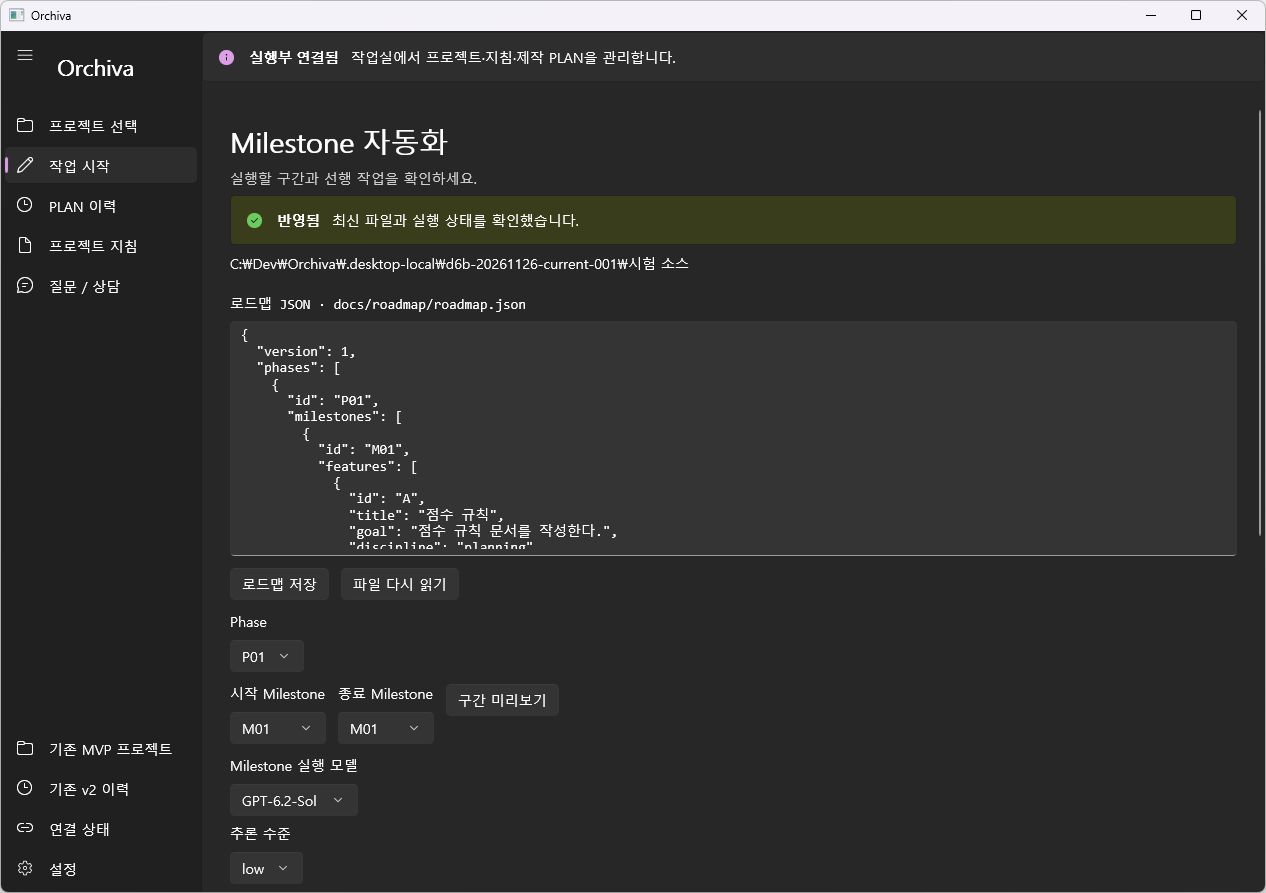 Orchiva
Orchiva
프로젝트 선택
작업 시작
PLAN 이력
프로젝트 지침
질문 / 상담
기존 MVP 프로젝트
기존 v2 이력
연결 상태
설정
실행부 연결됨 작업실에서 프로젝트·지침·제작 PLAN을 관리합니다.
Milestone 자동화
실행할 구간과 선행 작업을 확인하세요.
반영됨 최신 파일과 실행 상태를 확인했습니다.
C:₩Dev₩Orchiva₩.desktop-local₩d6b-20261126-current-001₩시험 소스
로드맵 JSON · docs/roadmap/roadmap.json
{
"version": 1,
"phases": [
{
"id": "P01",
"milestones": [
{
"id": "M01",
"features": [
{
"id": "A",
"title": "점수 규칙",
"goal": "점수 규칙 문서를 작성한다.",
"discipline": "planning"
로드맵 저장 파일 다시 읽기
Phase
P01
시작 Milestone 종료 Milestone 구간 미리보기
M01 M01
Milestone 실행 모델
GPT-6.2-Sol
추론 수준
low